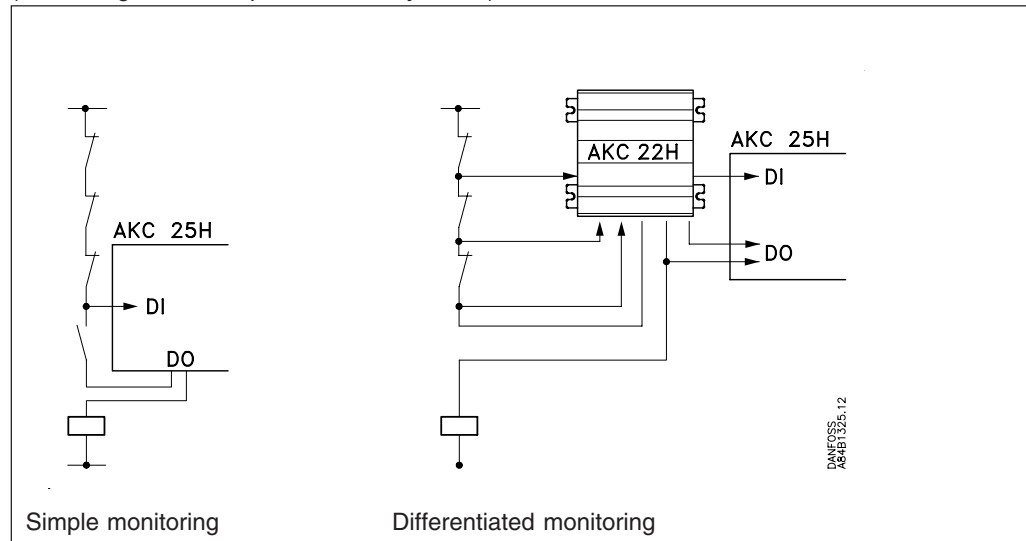 AKC 25H
DI
DO
AKC 22H
AKC 25H
DI
DO
DANFOSS
A84B1325.12
Simple monitoring
Differentiated monitoring